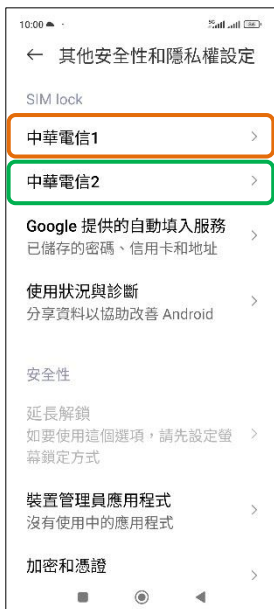 10:00
← 其他安全性和隱私權設定
SIM lock
中華電信1
中華電信2
Google 提供的自動填入服務
已儲存的密碼、信用卡和地址
使用狀況與診斷
分享資料以協助改善 Android
安全性
延長解鎖
如要使用這個選項，請先設定螢
幕鎖定方式
裝置管理員應用程式
沒有使用中的應用程式
加密和憑證